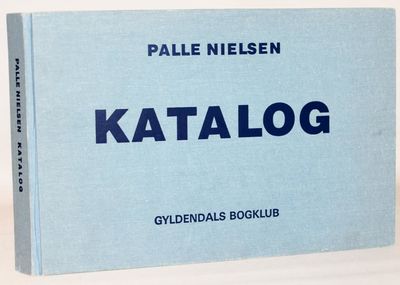 PALLE NIELSEN
KATALOG
GYLDENDALS BOGKLUB
PALLE NIELSEN KATALOG